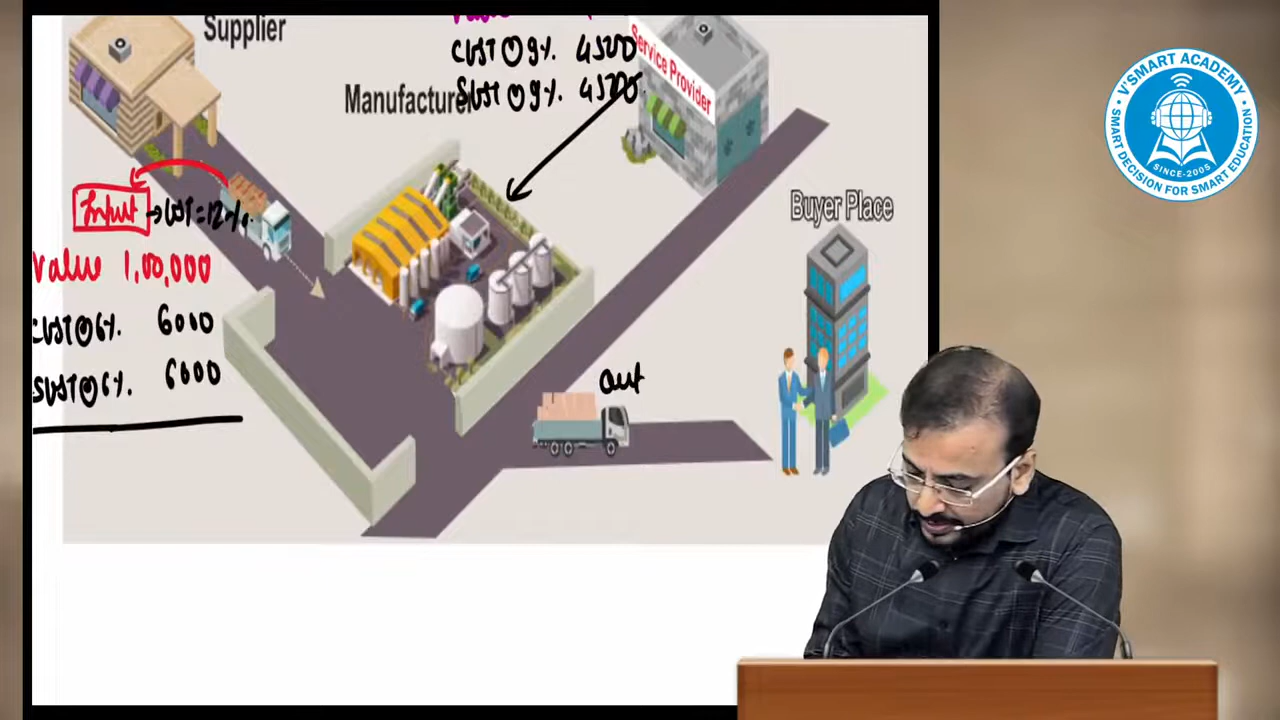 Supplier
CGST @ 9%. 4500
Manufacturer
SGST @ 9%. 4500
Service Provider
Input → GST = 12%.
Value 1,00,000
CGST @ 6%. 6000
SGST @ 6%. 6000
Buyer Place
out
V'SMART ACADEMY
SINCE-2005
SMART DECISION FOR SMART EDUCATION